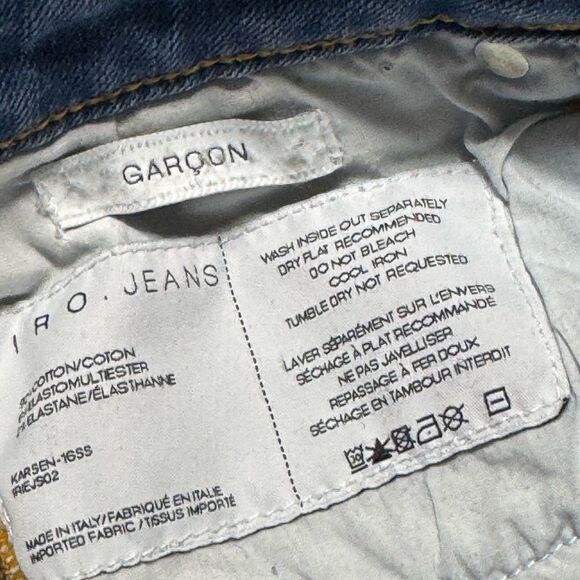 GARÇON
IRO.JEANS
COTTON/COTON
ELASTOMULTIESTER
ELASTANE/ÉLASTHANNE
KARSEN-16SS
1RIEJS02
MADE IN ITALY/FABRIQUÉ EN ITALIE
IMPORTED FABRIC/TISSUS IMPORTÉ
WASH INSIDE OUT SEPARATELY
DRY FLAT RECOMMENDED
DO NOT BLEACH
COOL IRON
TUMBLE DRY NOT REQUESTED
LAVER SÉPARÉMENT SUR L'ENVERS
SÉCHAGE À PLAT RECOMMANDÉ
NE PAS JAVELLISER
REPASSAGE À FER DOUX
SÉCHAGE EN TAMBOUR INTERDIT